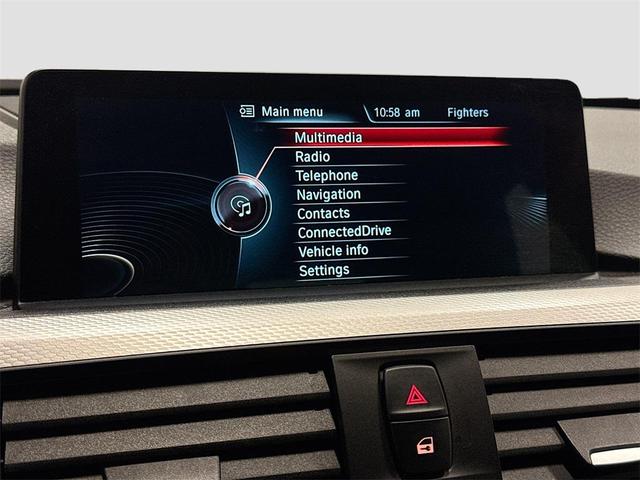 Main menu 10:58 am Fighters
Multimedia
Radio
Telephone
Navigation
Contacts
ConnectedDrive
Vehicle info
Settings